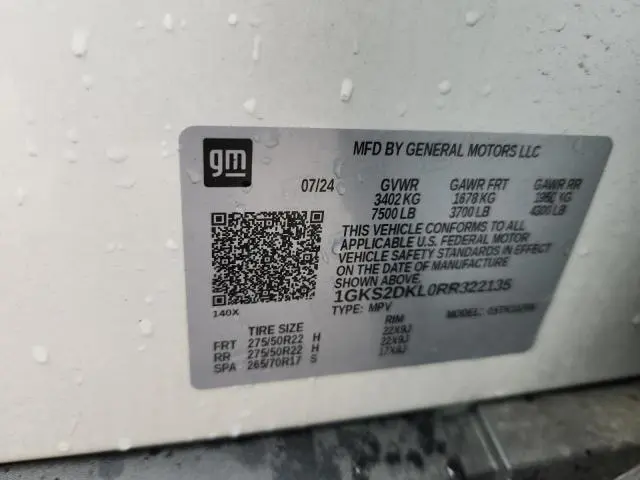 gm
MFD BY GENERAL MOTORS LLC
07/24 GVWR GAWR FRT GAWR RR
3402 KG 1678 KG KG
7500 LB 3700 LB LB
THIS VEHICLE CONFORMS TO ALL
APPLICABLE U.S. FEDERAL MOTOR
VEHICLE SAFETY STANDARDS IN EFFECT
ON THE DATE OF MANUFACTURE
SHOWN ABOVE.
1GKS2DKL0RR322135
TYPE: MPV MODEL:
140X
TIRE SIZE RIM
FRT 275/50R22 H 22X9J
RR 275/50R22 H 22X9J
SPA 265/70R17 S 17X9J